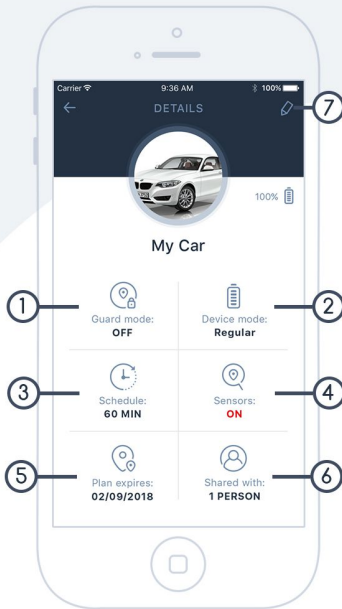 Carrier 9:36 AM 100%
DETAILS
7
100%
My Car
1
Guard mode:
OFF
2
Device mode:
Regular
3
Schedule:
60 MIN
4
Sensors:
ON
5
Plan expires:
02/09/2018
6
Shared with:
1 PERSON